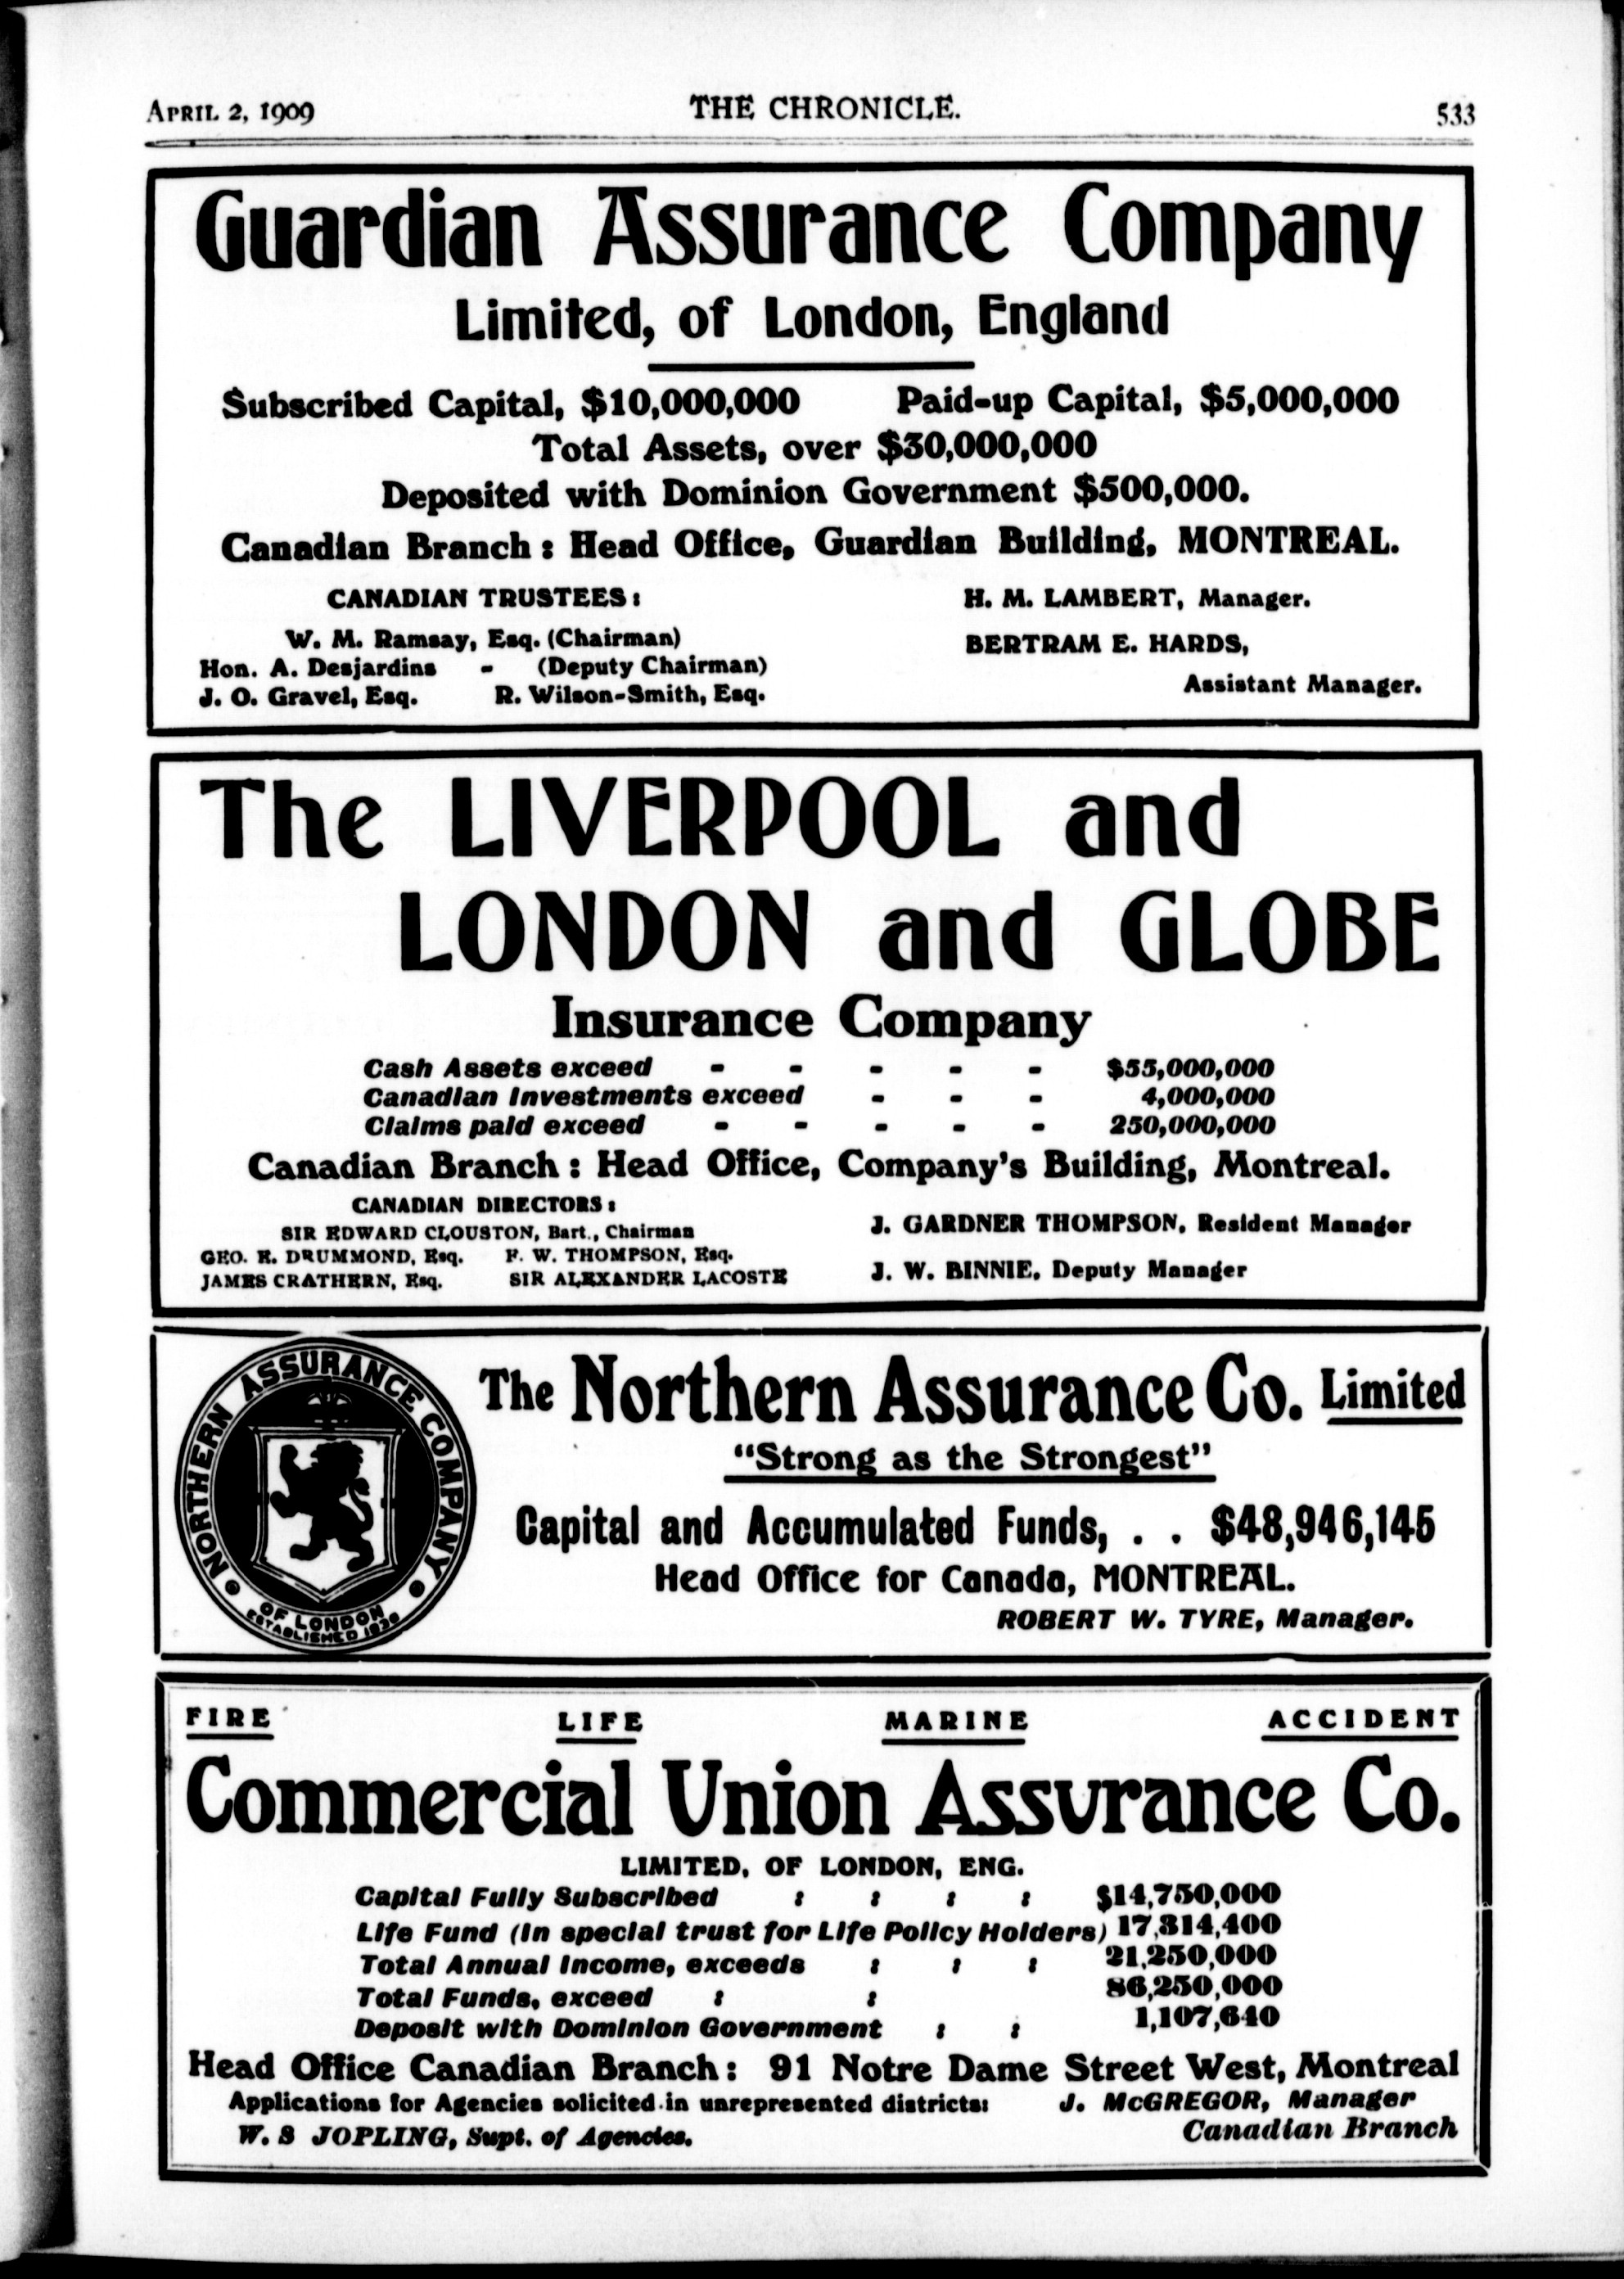 APRIL 2, 1909 THE CHRONICLE. 533
Guardian Assurance Company
Limited, of London, England
Subscribed Capital, $10,000,000 Paid-up Capital, $5,000,000
Total Assets, over $30,000,000
Deposited with Dominion Government $500,000.
Canadian Branch : Head Office, Guardian Building, MONTREAL.
CANADIAN TRUSTEES :
W. M. Ramsay, Esq. (Chairman)
Hon. A. Desjardins - (Deputy Chairman)
J. O. Gravel, Esq. R. Wilson-Smith, Esq.
H. M. LAMBERT, Manager.
BERTRAM E. HARDS,
Assistant Manager.
The LIVERPOOL and
LONDON and GLOBE
Insurance Company
Cash Assets exceed - - - - - $55,000,000
Canadian Investments exceed - - - 4,000,000
Claims paid exceed - - - - - 250,000,000
Canadian Branch : Head Office, Company's Building, Montreal.
CANADIAN DIRECTORS :
SIR EDWARD CLOUSTON, Bart., Chairman
GEO. E. DRUMMOND, Esq. F. W. THOMPSON, Esq.
JAMES CRATHERN, Esq. SIR ALEXANDER LACOSTE
J. GARDNER THOMPSON, Resident Manager
J. W. BINNIE, Deputy Manager
NORTHERN ASSURANCE COMPANY
OF LONDON
ESTABLISHED 1836
The Northern Assurance Co. Limited
"Strong as the Strongest"
Capital and Accumulated Funds, . . $48,946,145
Head Office for Canada, MONTREAL.
ROBERT W. TYRE, Manager.
FIRE LIFE MARINE ACCIDENT
Commercial Union Assurance Co.
LIMITED, OF LONDON, ENG.
Capital Fully Subscribed : : : : $14,750,000
Life Fund (In special trust for Life Policy Holders) 17,314,400
Total Annual Income, exceeds : : : 21,250,000
Total Funds, exceed : : 86,250,000
Deposit with Dominion Government : : 1,107,640
Head Office Canadian Branch : 91 Notre Dame Street West, Montreal
Applications for Agencies solicited in unrepresented districts:
W. S JOPLING, Supt. of Agencies.
J. McGREGOR, Manager
Canadian Branch